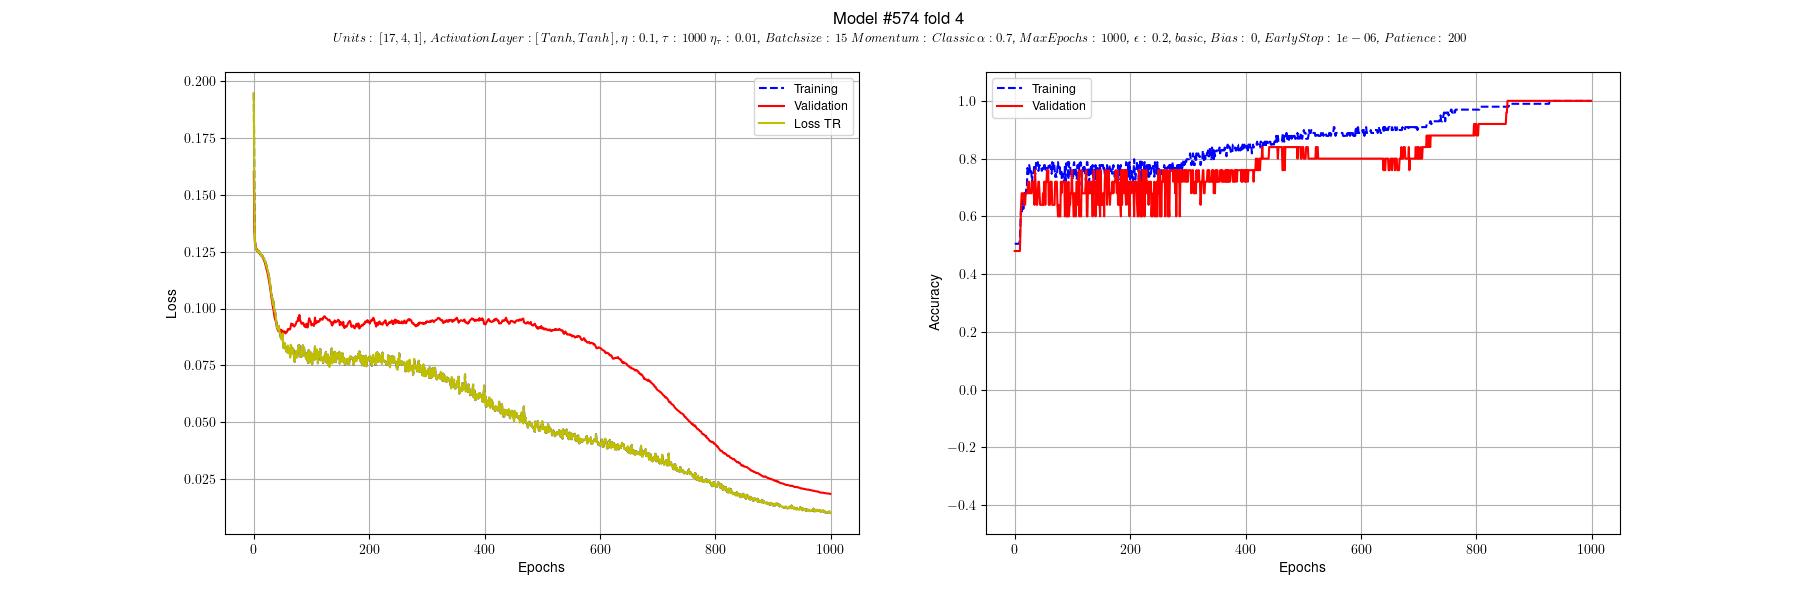 Model #574 fold 4
Units : [17, 4, 1], ActivationLayer : [Tanh, Tanh], η : 0.1, τ : 1000 η_τ : 0.01, Batchsize : 15 Momentum : Classic α : 0.7, MaxEpochs : 1000, ϵ : 0.2, basic, Bias : 0, EarlyStop : 1e − 06, Patience : 200
0.200
0.175
0.150
0.125
0.100
0.075
0.050
0.025
Loss
0 200 400 600 800 1000
Epochs
Training
Validation
Loss TR
1.0
0.8
0.6
0.4
0.2
0.0
−0.2
−0.4
Accuracy
0 200 400 600 800 1000
Epochs
Training
Validation